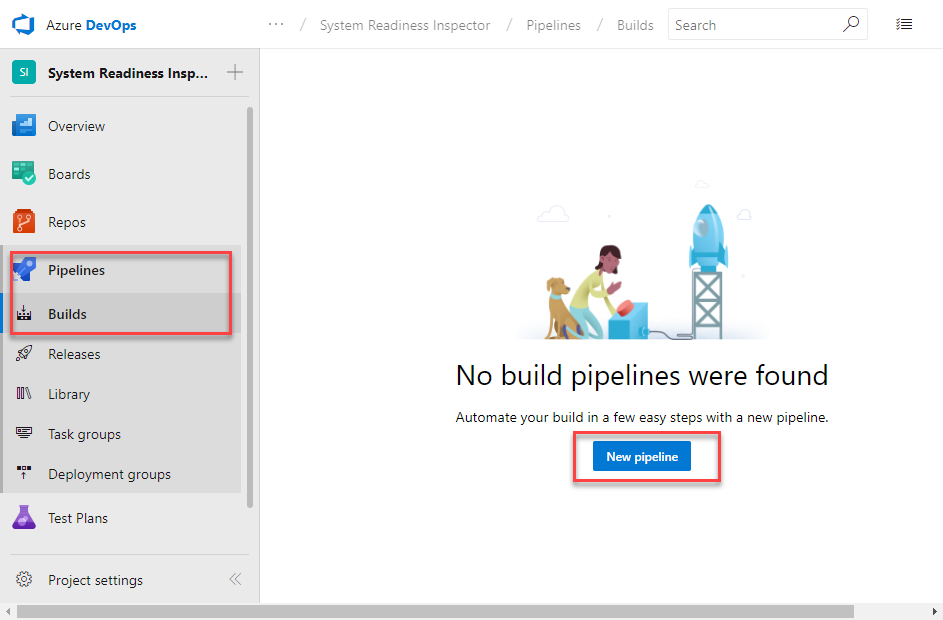 Azure DevOps
··· / System Readiness Inspector / Pipelines / Builds
Search
SI System Readiness Insp...
Overview
Boards
Repos
Pipelines
Builds
Releases
Library
Task groups
Deployment groups
Test Plans
Project settings
No build pipelines were found
Automate your build in a few easy steps with a new pipeline.
New pipeline